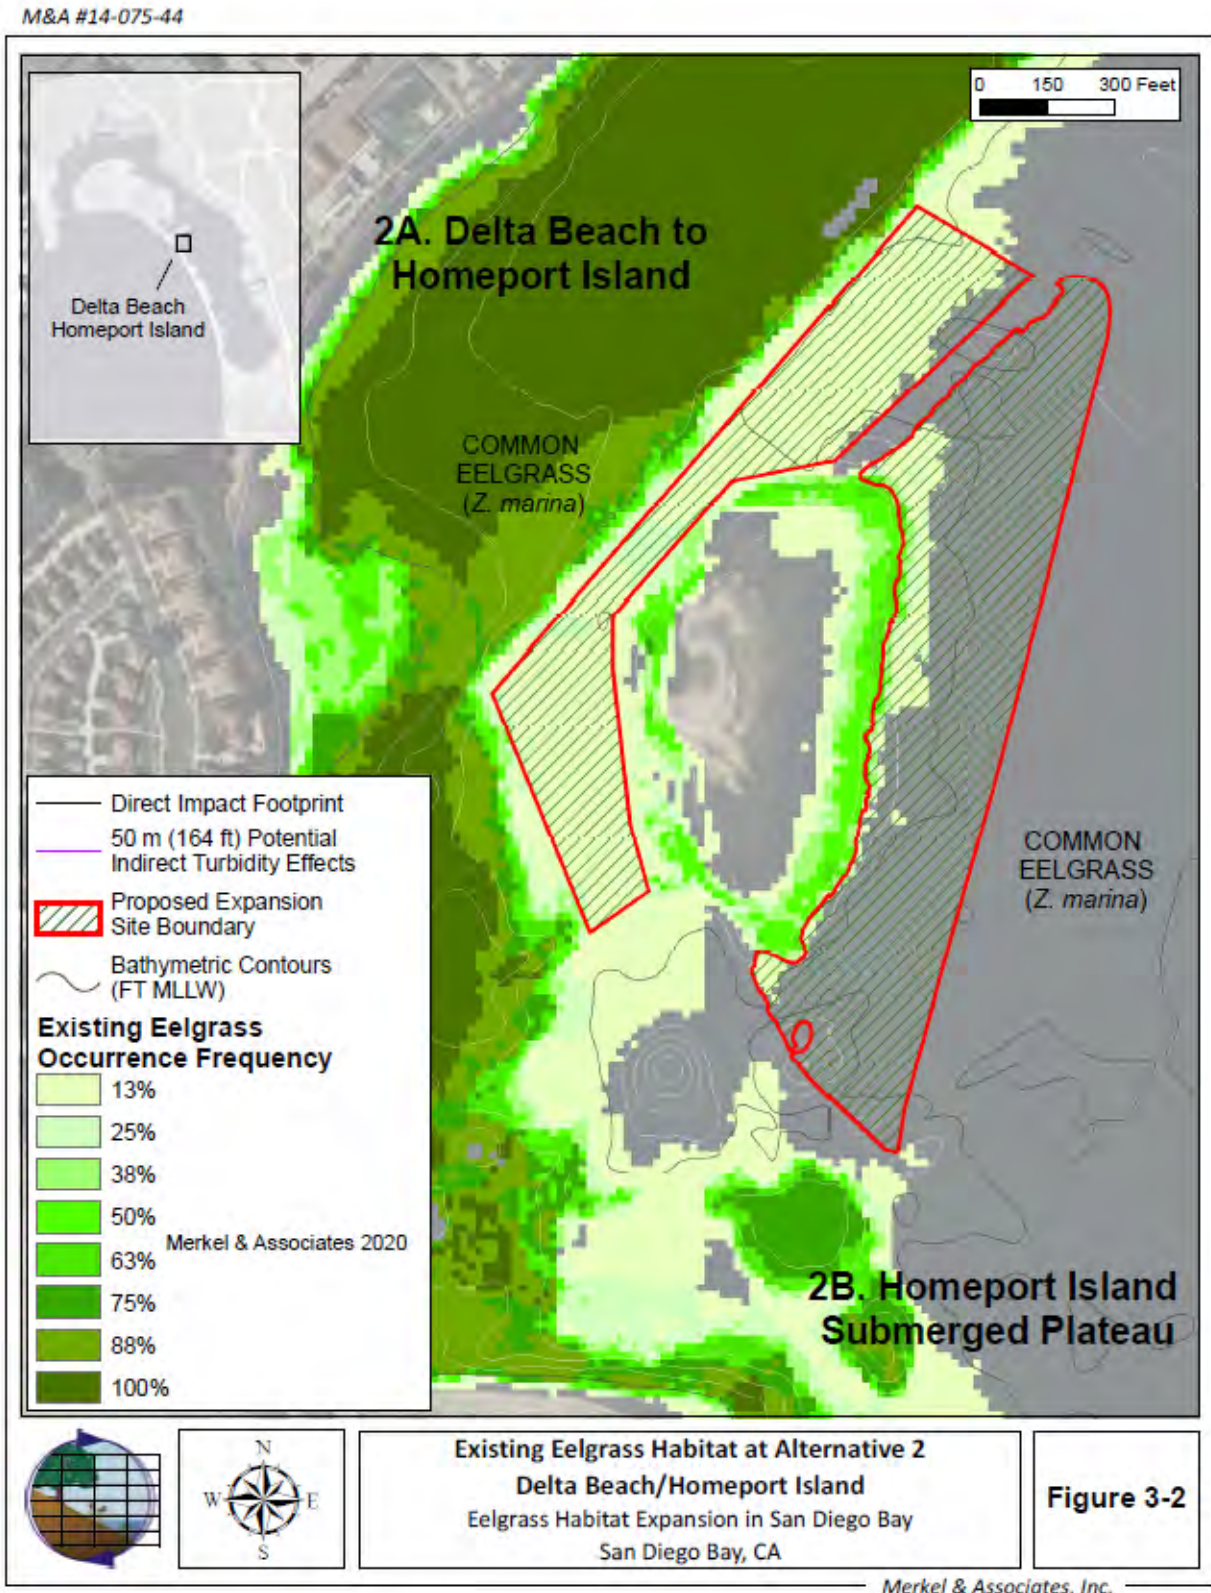 M&A #14-075-44
0 150 300 Feet
Delta Beach
Homeport Island
2A. Delta Beach to
Homeport Island
COMMON
EELGRASS
(Z. marina)
COMMON
EELGRASS
(Z. marina)
Direct Impact Footprint
50 m (164 ft) Potential
Indirect Turbidity Effects
Proposed Expansion
Site Boundary
Bathymetric Contours
(FT MLLW)
Existing Eelgrass
Occurrence Frequency
13%
25%
38%
50%
63%
75%
88%
100%
Merkel & Associates 2020
2B. Homeport Island
Submerged Plateau
N
W E
S
Existing Eelgrass Habitat at Alternative 2
Delta Beach/Homeport Island
Eelgrass Habitat Expansion in San Diego Bay
San Diego Bay, CA
Figure 3-2
Merkel & Associates, Inc.